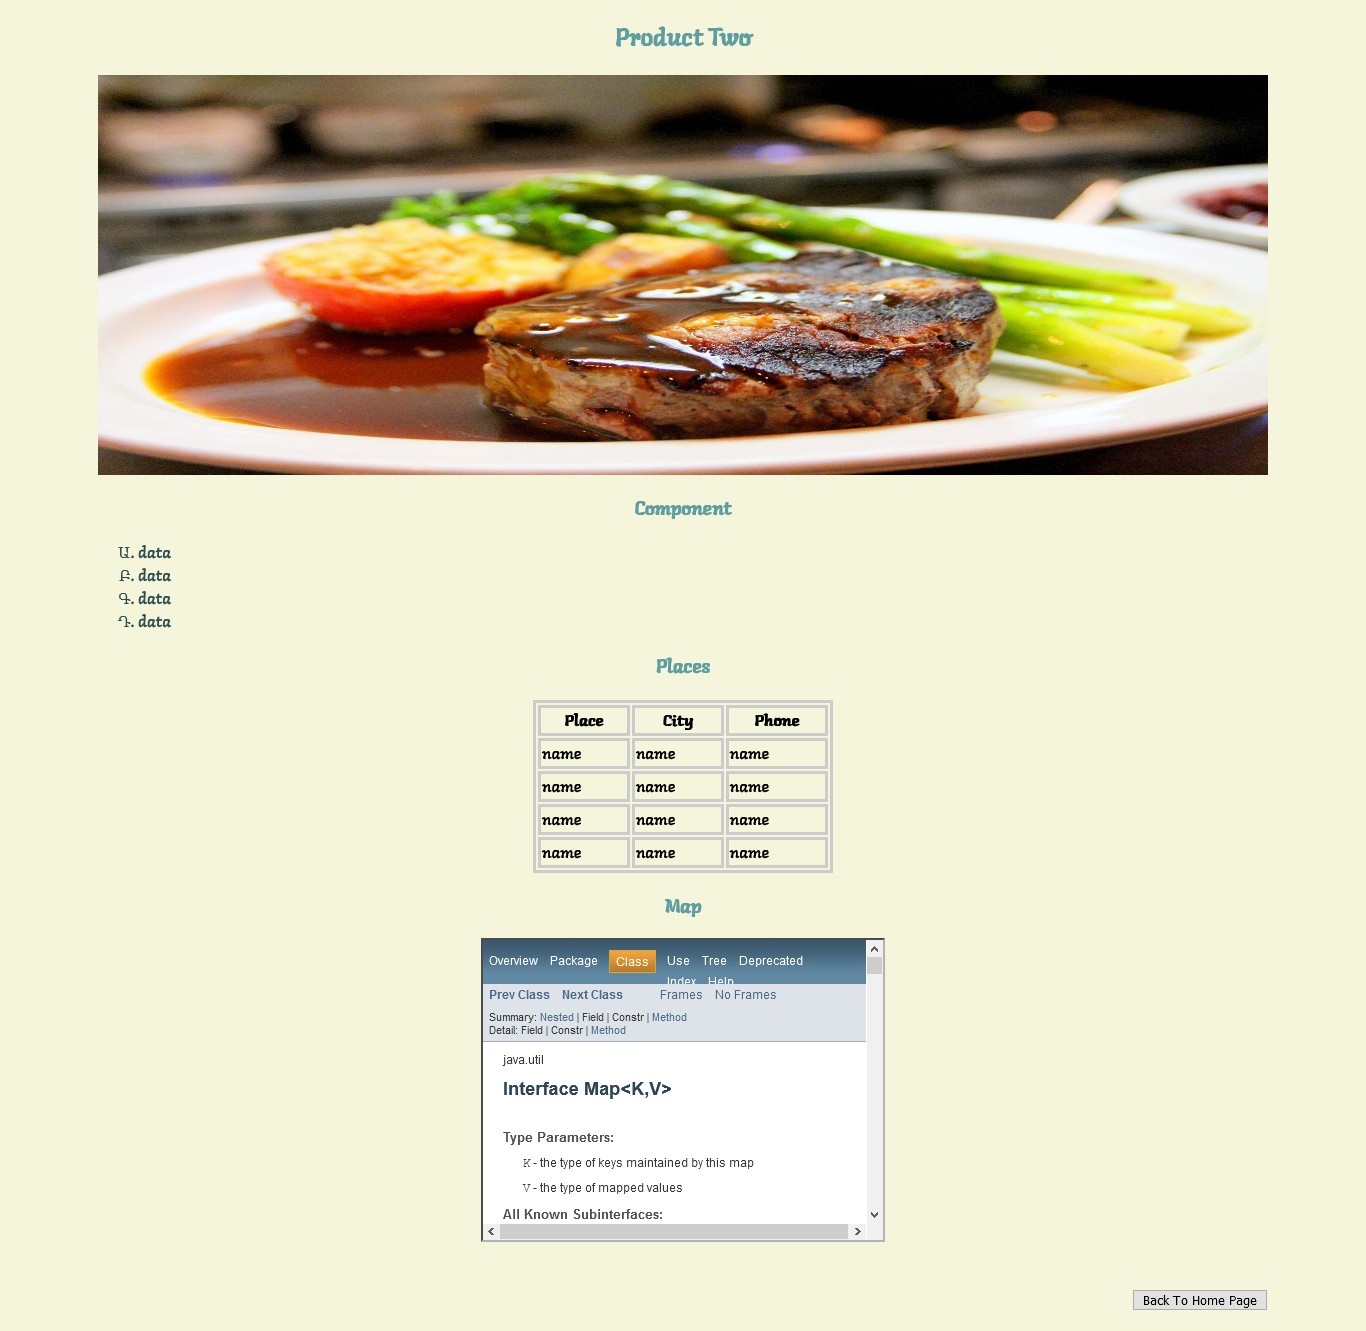 Product Two
Component
Ա. data
Բ. data
Գ. data
Դ. data
Places
Place City Phone
name name name
name name name
name name name
name name name
Map
Overview Package Class Use Tree Deprecated
Index Help
Prev Class Next Class Frames No Frames
Summary: Nested | Field | Constr | Method
Detail: Field | Constr | Method
java.util
Interface Map<K,V>
Type Parameters:
K - the type of keys maintained by this map
V - the type of mapped values
All Known Subinterfaces:
Back To Home Page